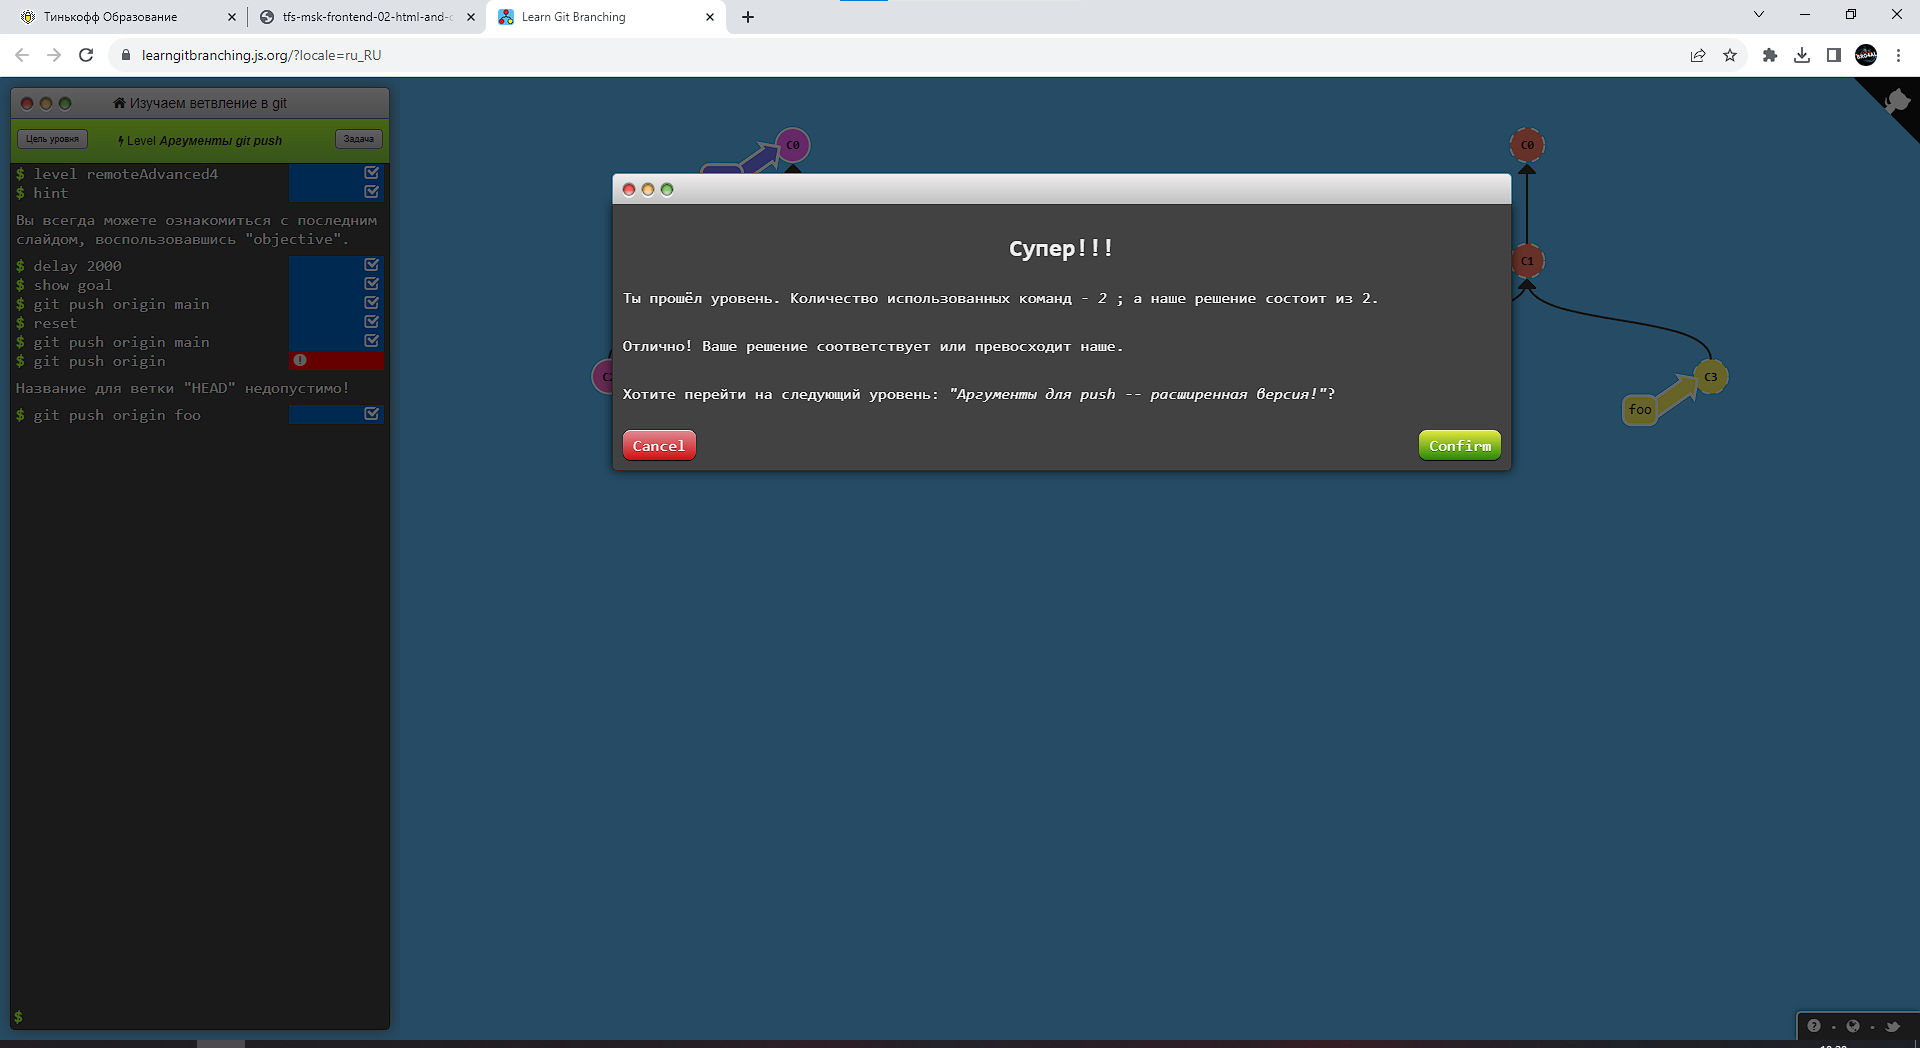 Тинькофф Образование
tfs-msk-frontend-02-html-and-
Learn Git Branching
learngitbranching.js.org/?locale=ru_RU
Изучаем ветвление в git
Цель уровня
Level Аргументы git push
Задача
$ level remoteAdvanced4
$ hint
Вы всегда можете ознакомиться с последним
слайдом, воспользовавшись "objective".
$ delay 2000
$ show goal
$ git push origin main
$ reset
$ git push origin main
$ git push origin
Название для ветки "HEAD" недопустимо!
$ git push origin foo
$
C0
C0
C1
C3
foo
Супер!!!
Ты прошёл уровень. Количество использованных команд - 2 ; а наше решение состоит из 2.
Отлично! Ваше решение соответствует или превосходит наше.
Хотите перейти на следующий уровень: "Аргументы для push -- расширенная версия!"?
Cancel
Confirm